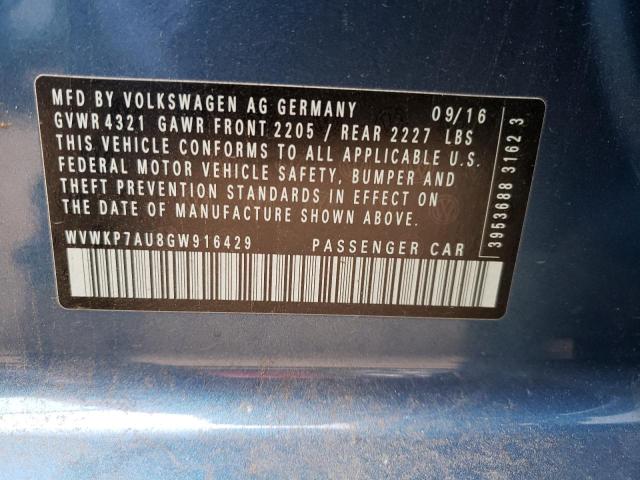 MFD BY VOLKSWAGEN AG GERMANY 09/16
GVWR 4321 GAWR FRONT 2205 / REAR 2227 LBS
THIS VEHICLE CONFORMS TO ALL APPLICABLE U.S.
FEDERAL MOTOR VEHICLE SAFETY, BUMPER AND
THEFT PREVENTION STANDARDS IN EFFECT ON
THE DATE OF MANUFACTURE SHOWN ABOVE.
WVWKP7AU8GW916429 PASSENGER CAR
3953688 3162 3